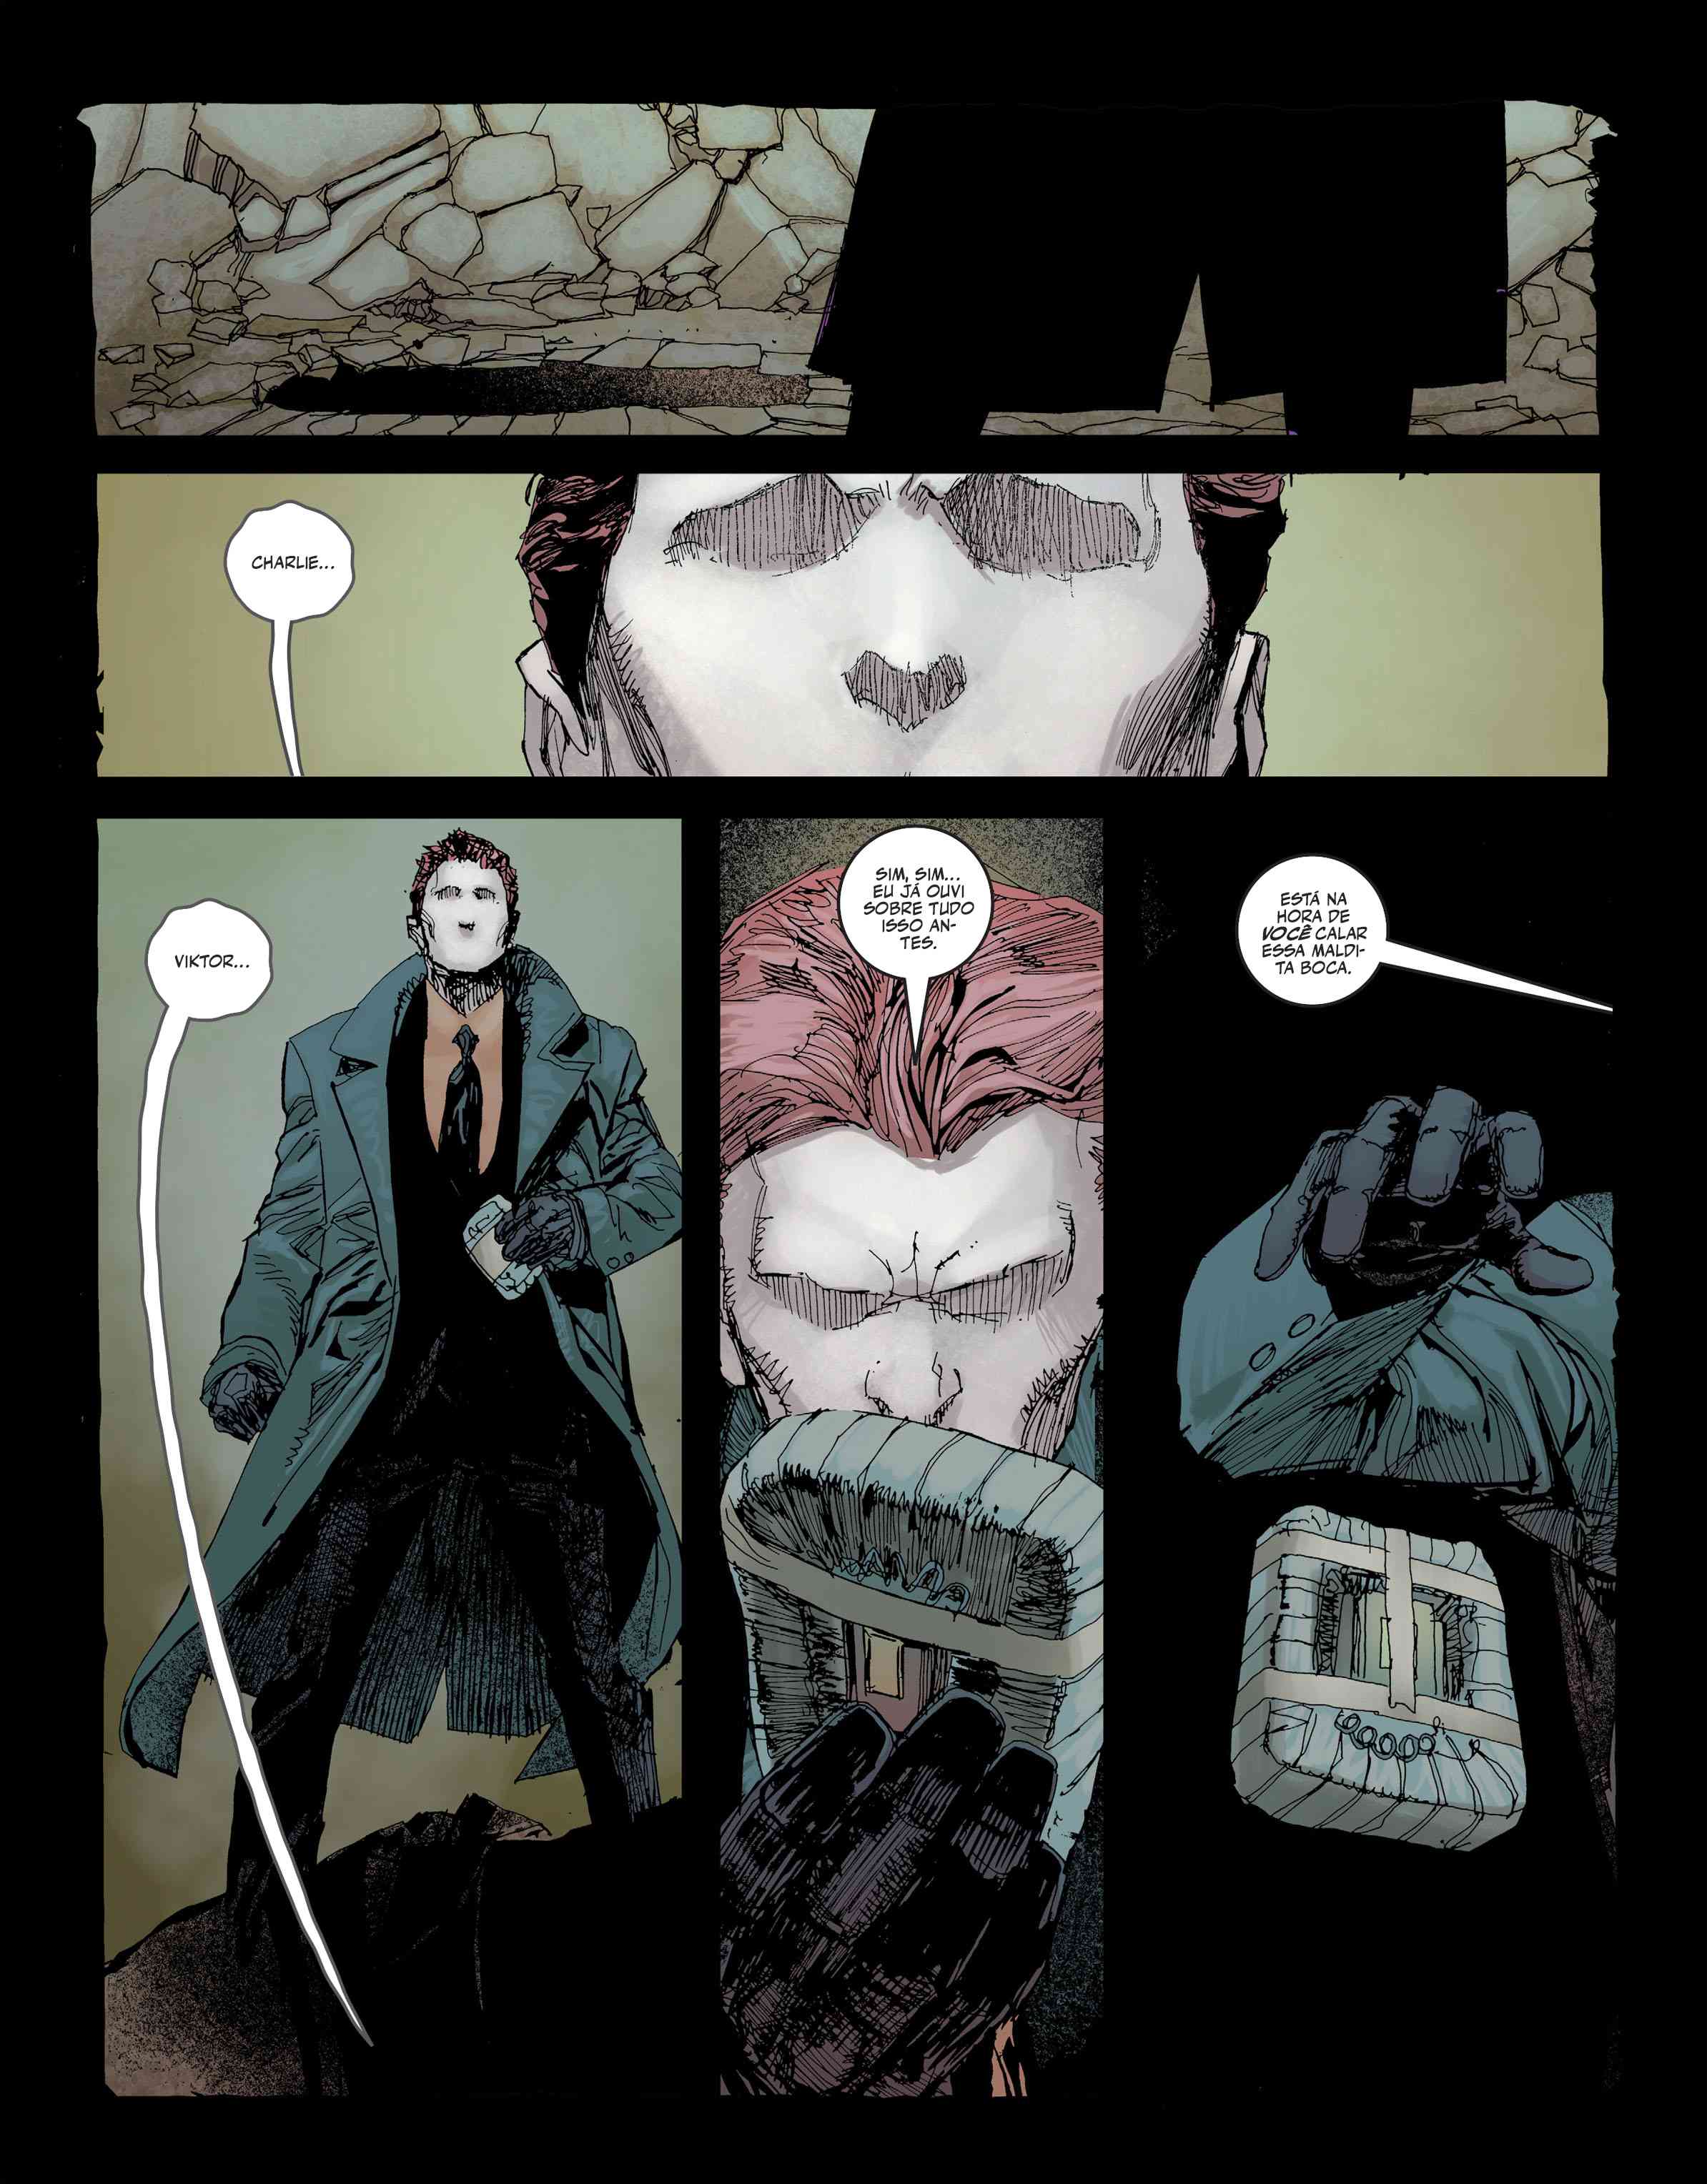 CHARLIE...
VIKTOR...
SIM, SIM...
EU JÁ OUVI
SOBRE TUDO
ISSO AN-
TES.
ESTÁ NA
HORA DE
VOCÊ CALAR
ESSA MALDI-
TA BOCA.